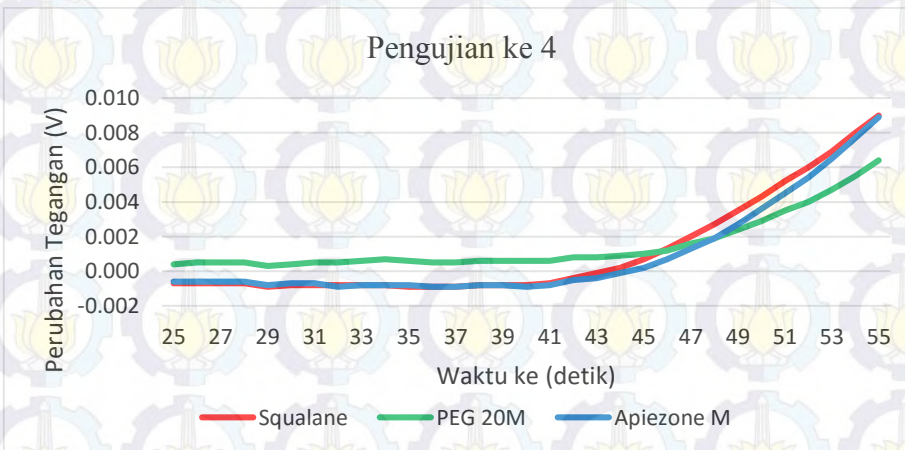 Pengujian ke 4
Perubahan Tegangan (V)
0.010
0.008
0.006
0.004
0.002
0.000
-0.002
25 27 29 31 33 35 37 39 41 43 45 47 49 51 53 55
Waktu ke (detik)
Squalane PEG 20M Apiezone M